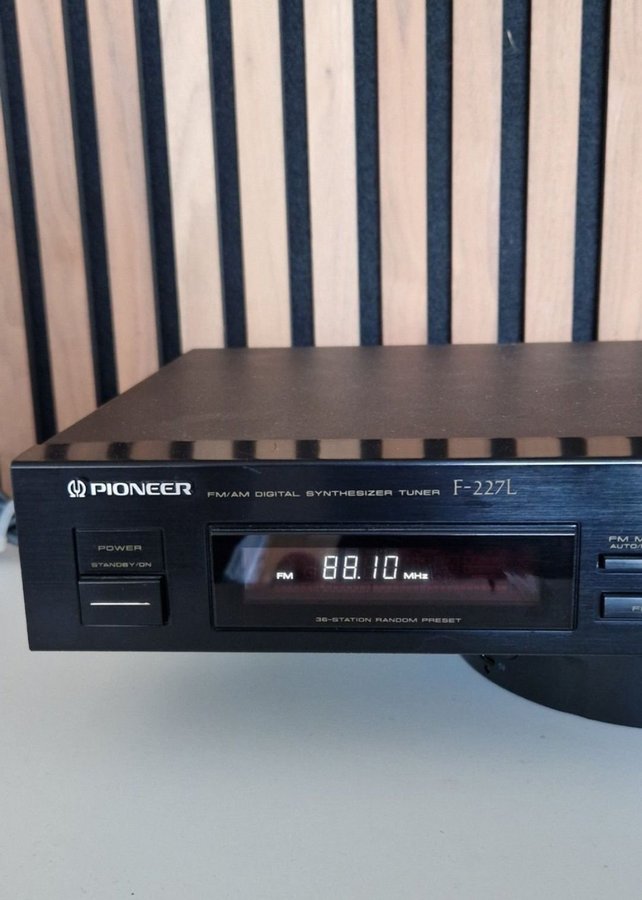 PIONEER FM/AM DIGITAL SYNTHESIZER TUNER F-227L
POWER
STANDBY/ON
FM 88.10 MHz
36-STATION RANDOM PRESET
FM
AUTO/